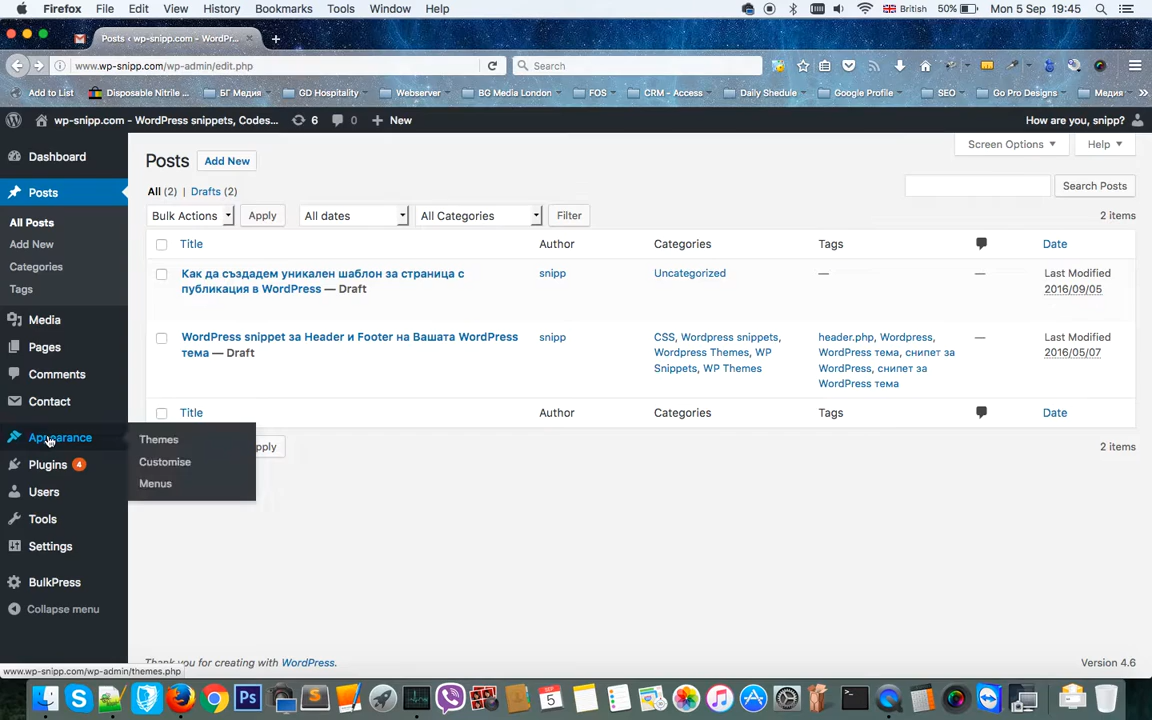 Firefox File Edit View History Bookmarks Tools Window Help British 50% Mon 5 Sep 19:45
Posts ‹ wp-snipp.com - WordPr...
www.wp-snipp.com/wp-admin/edit.php Search
Add to List Disposable Nitrile ... БГ Медия GD Hospitality Webserver BG Media London FOS CRM - Access Daily Shedule Google Profile SEO Go Pro Designs Медия
wp-snipp.com - WordPress snippets, Codes... 6 0 New How are you, snipp?
Dashboard
Posts
All Posts
Add New
Categories
Tags
Media
Pages
Comments
Contact
Appearance
Themes
Customise
Menus
Plugins 4
Users
Tools
Settings
BulkPress
Collapse menu
Screen Options Help
Posts Add New
All (2) | Drafts (2)
Search Posts
Bulk Actions Apply All dates All Categories Filter 2 items
Title Author Categories Tags Date
Как да създадем уникален шаблон за страница с
публикация в WordPress — Draft
snipp
Uncategorized
—
—
Last Modified
2016/09/05
WordPress snippet за Header и Footer на Вашата WordPress
тема — Draft
snipp
CSS, Wordpress snippets,
Wordpress Themes, WP
Snippets, WP Themes
header.php, Wordpress,
WordPress тема, снипет за
WordPress, снипет за
WordPress тема
—
Last Modified
2016/05/07
Title Author Categories Tags Date
pply 2 items
Thank you for creating with WordPress. Version 4.6
www.wp-snipp.com/wp-admin/themes.php